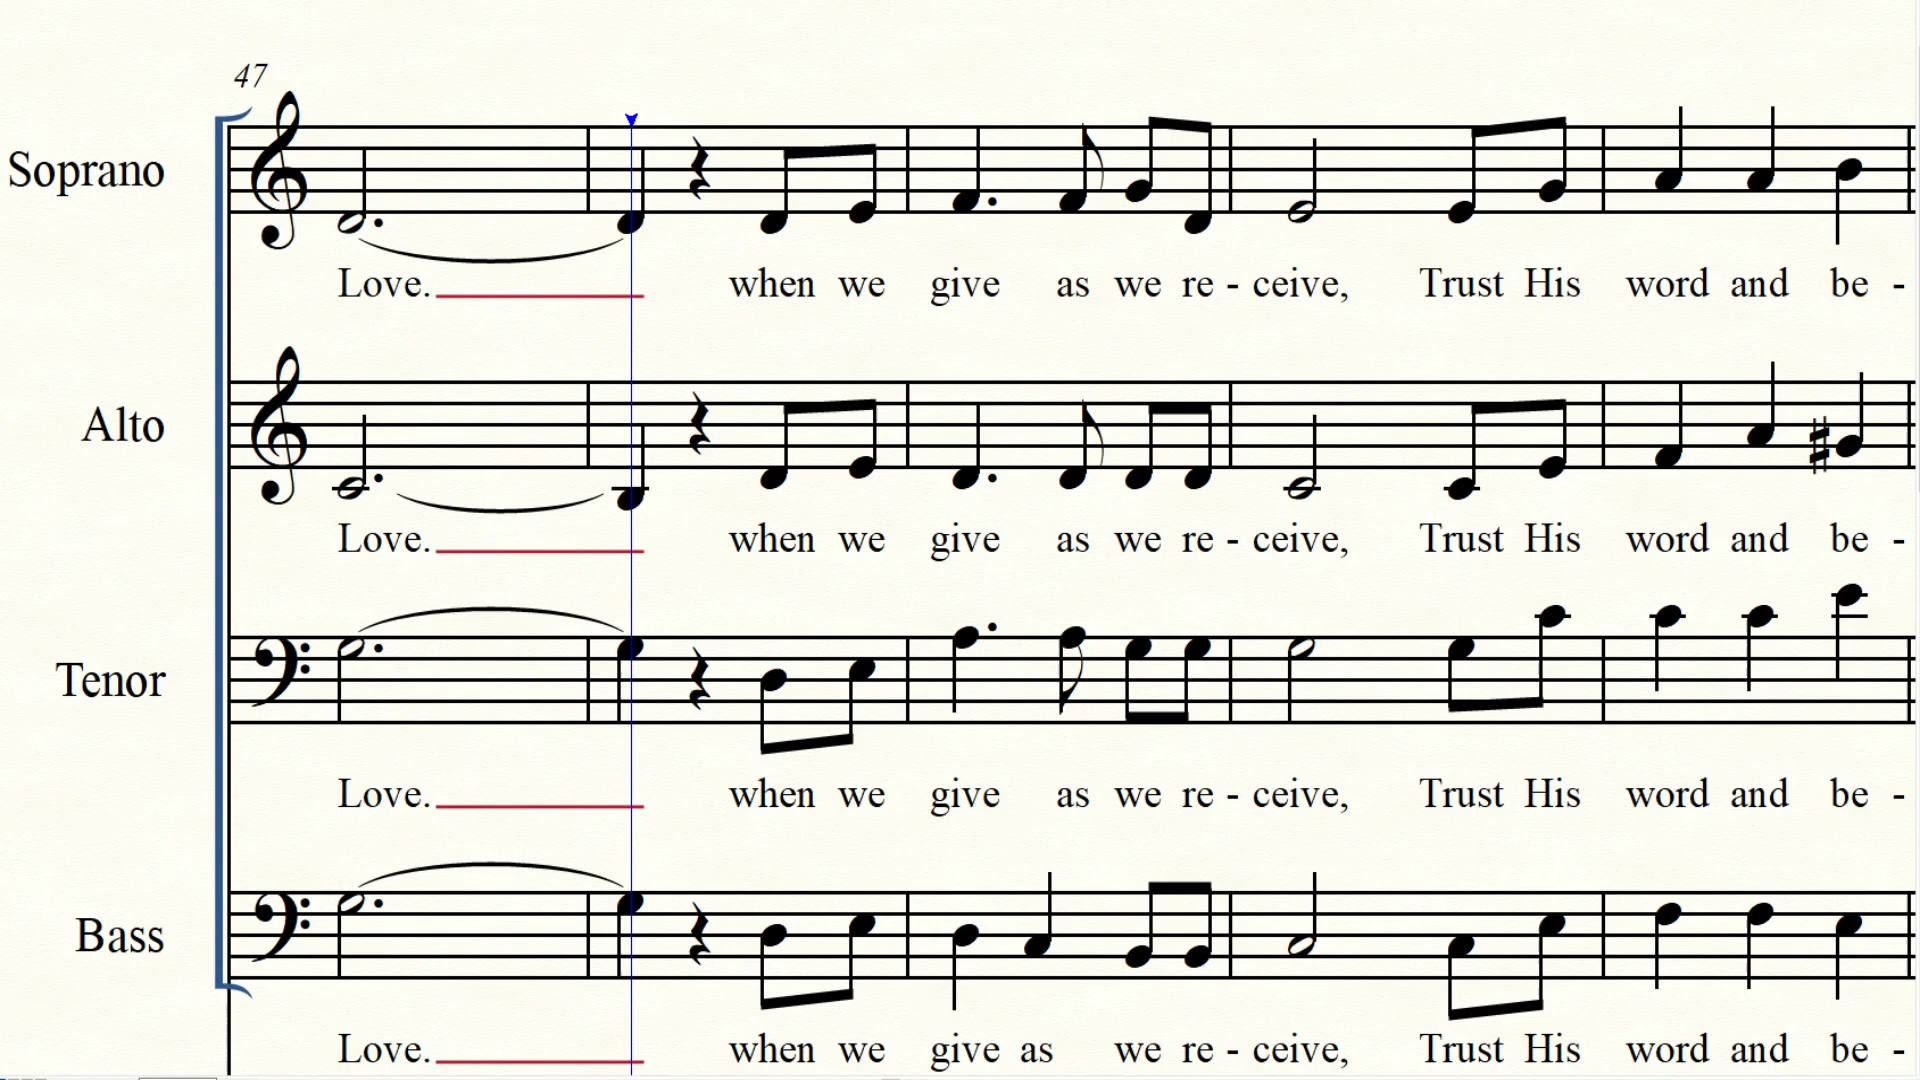 47
Soprano
Love. when we give as we re - ceive, Trust His word and be -
Alto
Love. when we give as we re - ceive, Trust His word and be -
Tenor
Love. when we give as we re - ceive, Trust His word and be -
Bass
Love. when we give as we re - ceive, Trust His word and be -